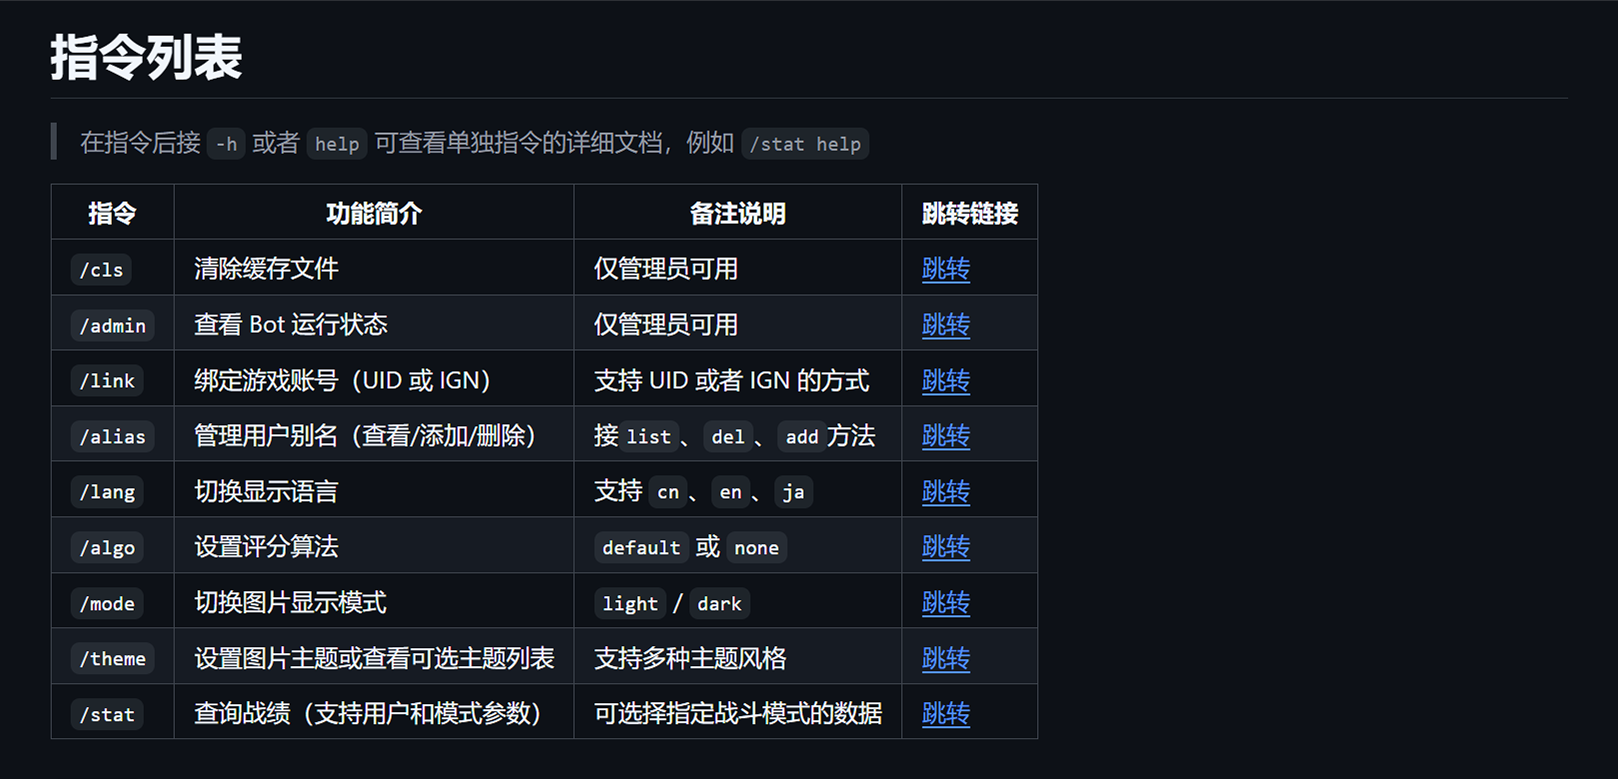 指令列表
在指令后接 -h 或者 help 可查看单独指令的详细文档，例如 /stat help
指令 功能简介 备注说明 跳转链接
/cls 清除缓存文件 仅管理员可用 跳转
/admin 查看 Bot 运行状态 仅管理员可用 跳转
/link 绑定游戏账号（UID 或 IGN） 支持 UID 或者 IGN 的方式 跳转
/alias 管理用户别名（查看/添加/删除） 接 list 、 del 、 add 方法 跳转
/lang 切换显示语言 支持 cn 、 en 、 ja 跳转
/algo 设置评分算法 default 或 none 跳转
/mode 切换图片显示模式 light / dark 跳转
/theme 设置图片主题或查看可选主题列表 支持多种主题风格 跳转
/stat 查询战绩（支持用户和模式参数） 可选择指定战斗模式的数据 跳转